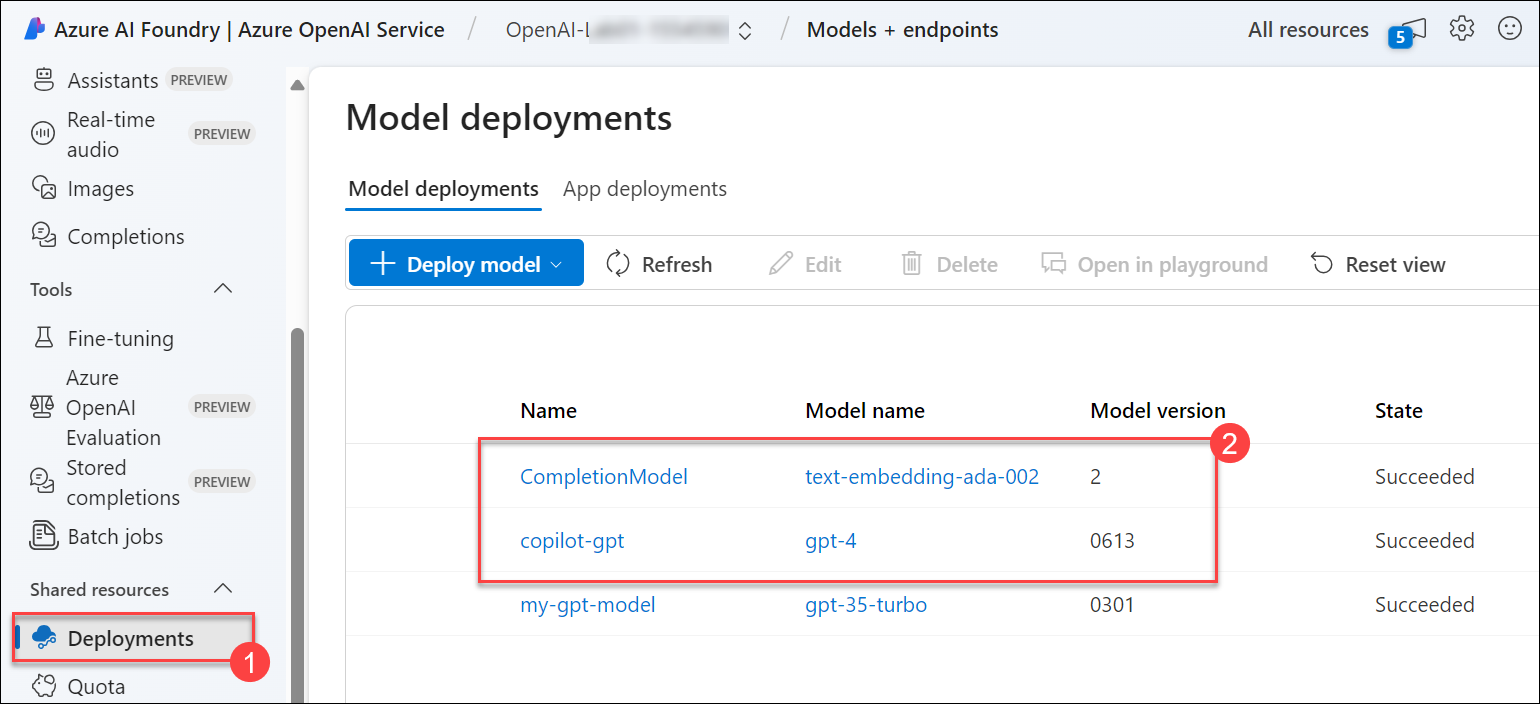 Azure AI Foundry | Azure OpenAI Service / OpenAI- / Models + endpoints All resources 5
Assistants PREVIEW
Real-time
audio PREVIEW
Images
Completions
Tools
Fine-tuning
Azure
OpenAI PREVIEW
Evaluation
Stored
completions PREVIEW
Batch jobs
Shared resources
Deployments
1
Quota
Model deployments
Model deployments App deployments
+ Deploy model Refresh Edit Delete Open in playground Reset view
Name Model name Model version State
2
CompletionModel text-embedding-ada-002 2 Succeeded
copilot-gpt gpt-4 0613 Succeeded
my-gpt-model gpt-35-turbo 0301 Succeeded